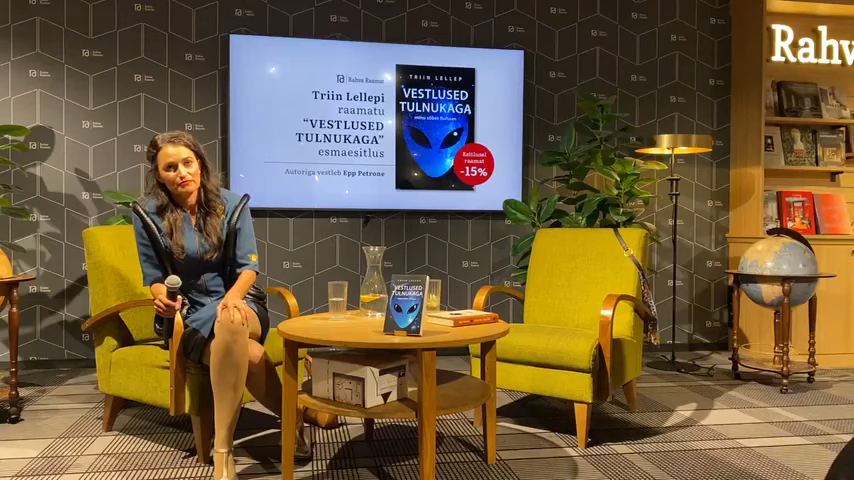 Rahva Raamat
Triin Lellepi
raamatu
"VESTLUSED
TULNUKAGA"
esmaesitlus
Autoriga vestleb Epp Petrone
TRIIN LELLEP
VESTLUSED
TULNUKAGA
Esitlusel
raamat
-15%
Rahv
VESTLUSED
TULNUKAGA